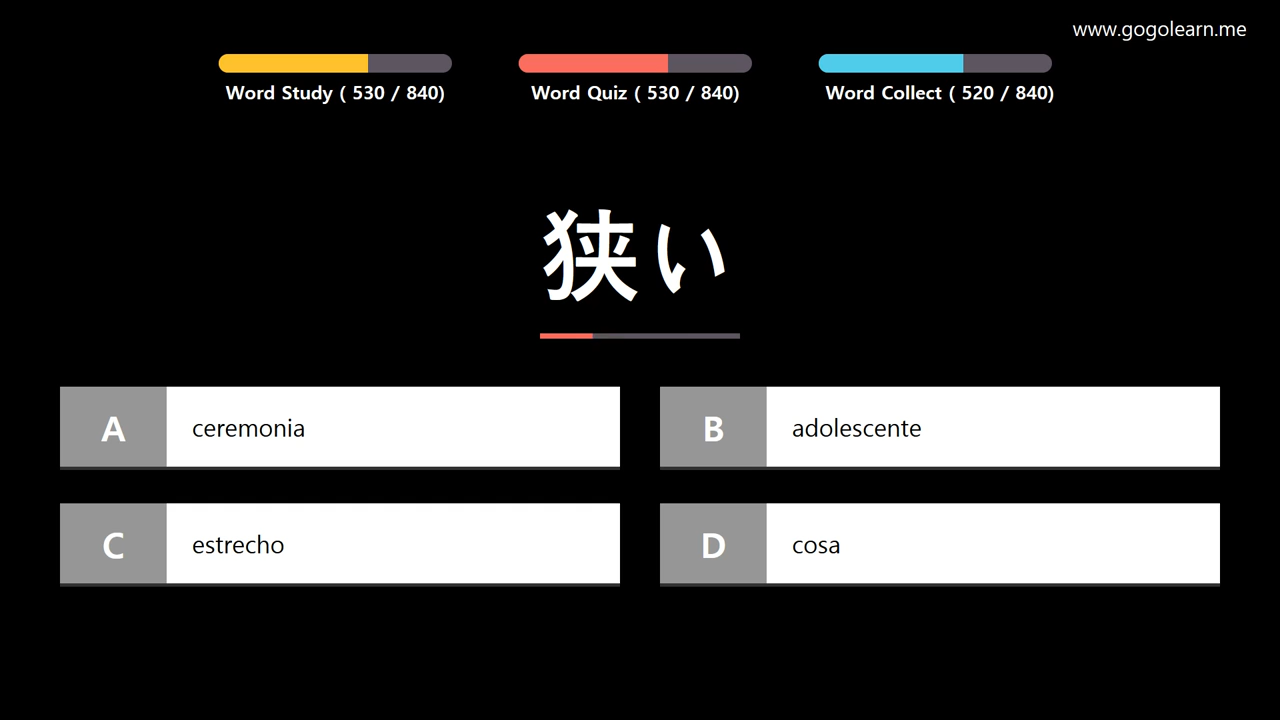 www.gogolearn.me
Word Study ( 530 / 840)
Word Quiz ( 530 / 840)
Word Collect ( 520 / 840)
狭い
A ceremonia
B adolescente
C estrecho
D cosa